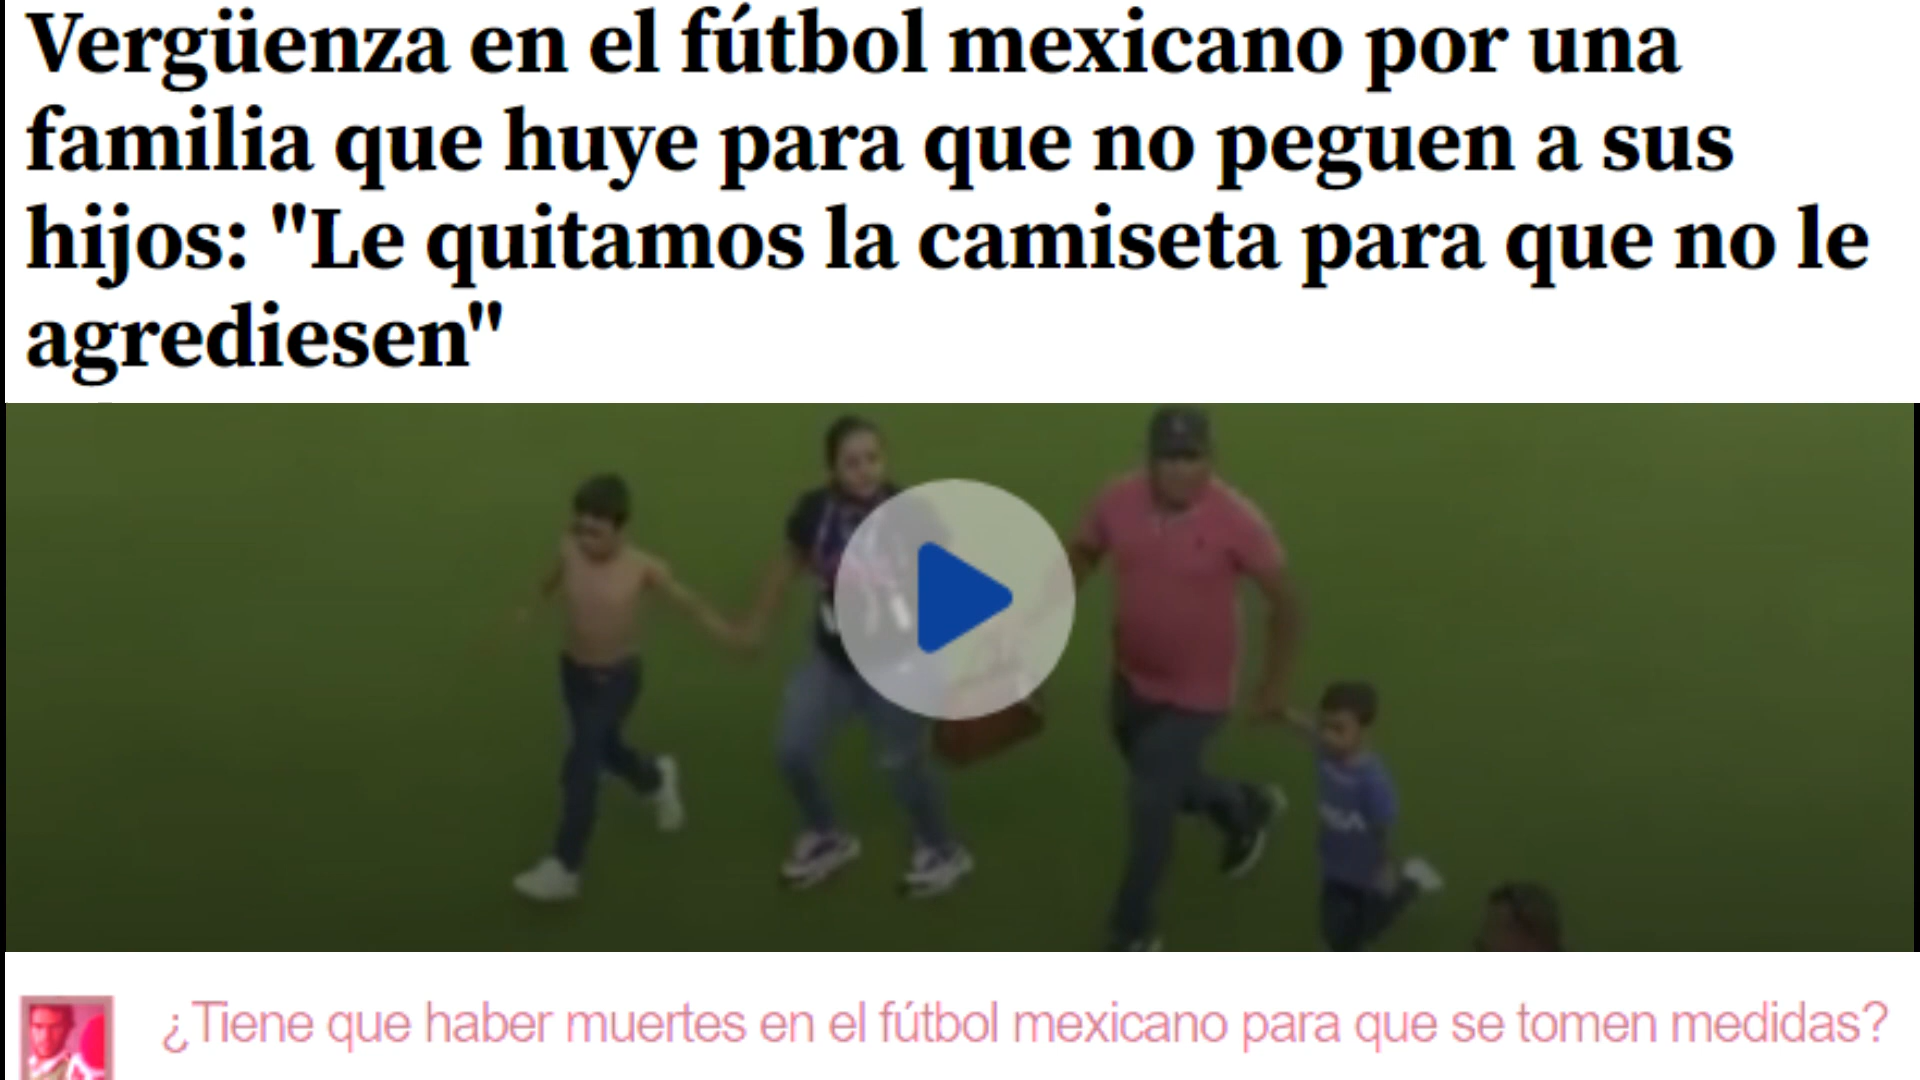 Vergüenza en el fútbol mexicano por una
familia que huye para que no peguen a sus
hijos: "Le quitamos la camiseta para que no le
agrediesen"
¿Tiene que haber muertes en el fútbol mexicano para que se tomen medidas?